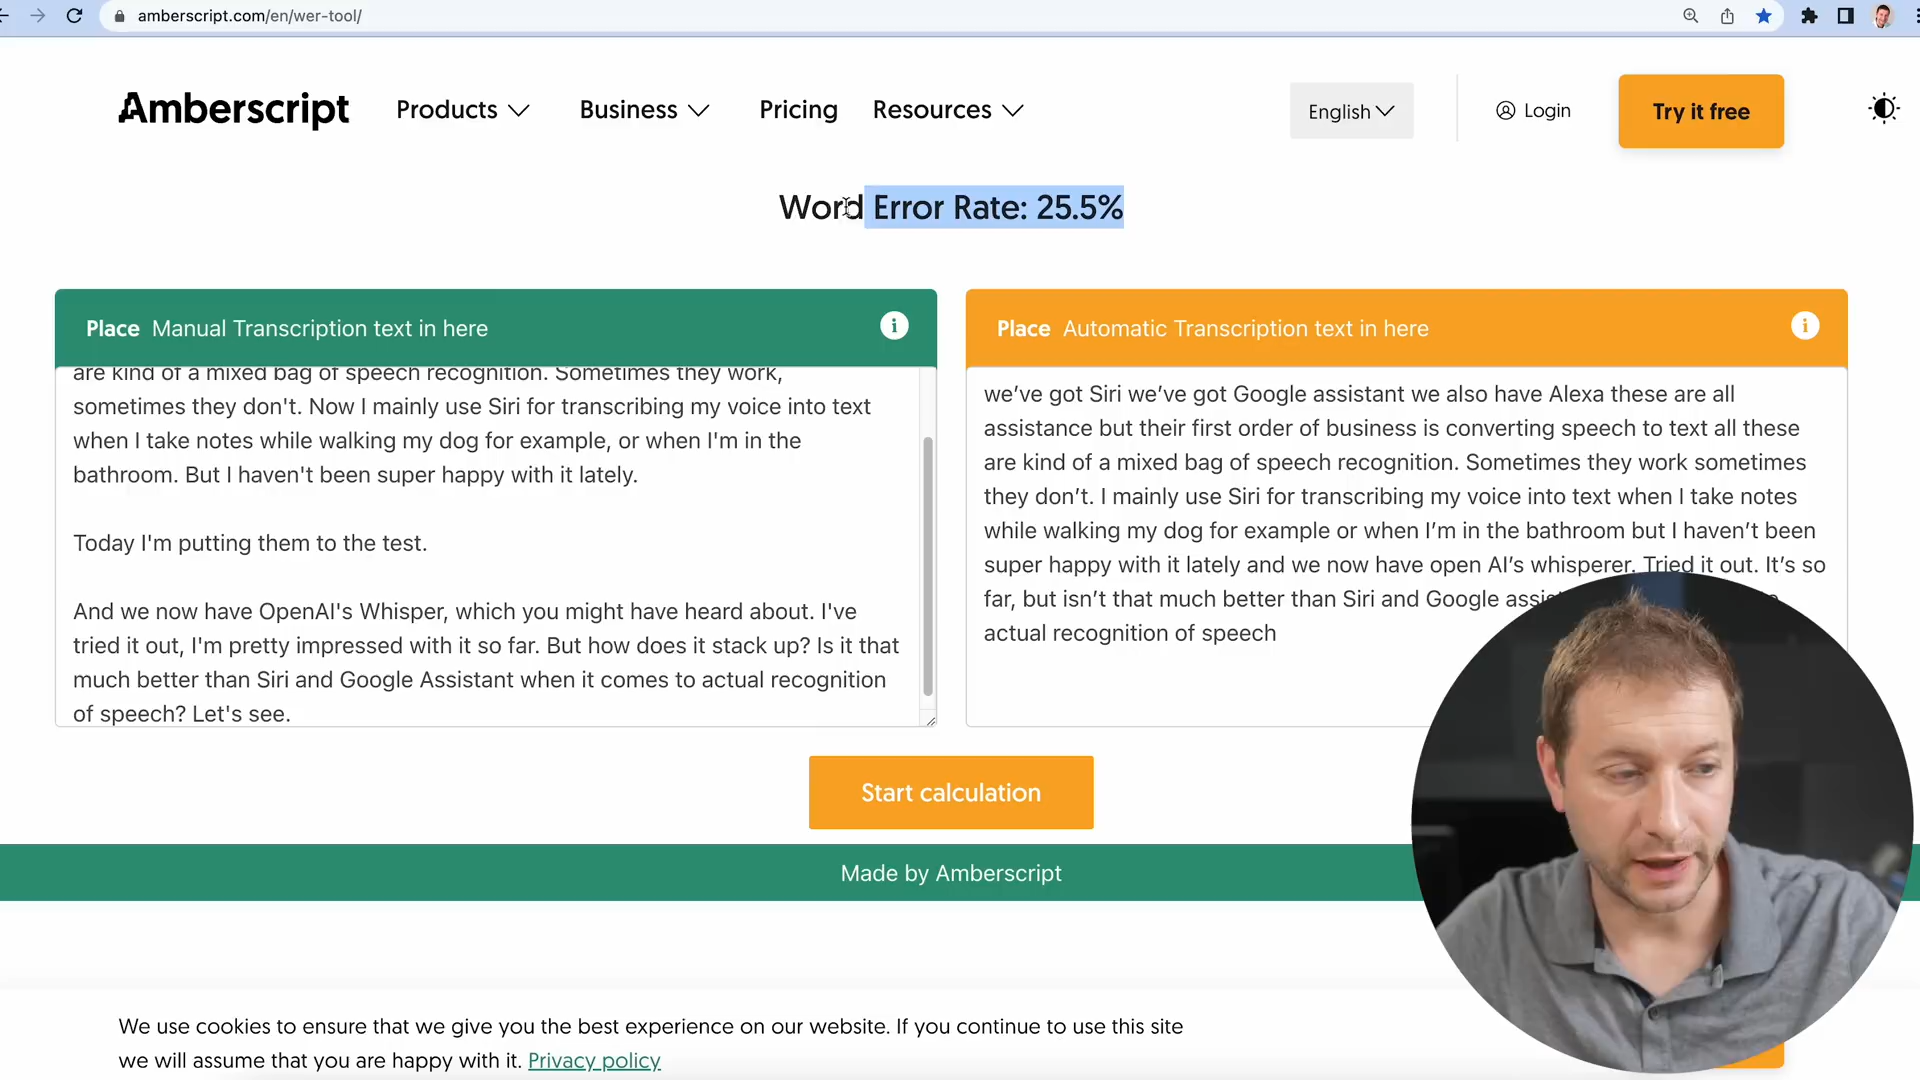 amberscript.com/en/wer-tool/
Amberscript
Products
Business
Pricing
Resources
English
Login
Try it free
Word Error Rate: 25.5%
Place Manual Transcription text in here
are kind of a mixed bag of speech recognition. Sometimes they work,
sometimes they don't. Now I mainly use Siri for transcribing my voice into text
when I take notes while walking my dog for example, or when I'm in the
bathroom. But I haven't been super happy with it lately.
Today I'm putting them to the test.
And we now have OpenAI's Whisper, which you might have heard about. I've
tried it out, I'm pretty impressed with it so far. But how does it stack up? Is it that
much better than Siri and Google Assistant when it comes to actual recognition
of speech? Let's see.
Place Automatic Transcription text in here
we’ve got Siri we’ve got Google assistant we also have Alexa these are all
assistance but their first order of business is converting speech to text all these
are kind of a mixed bag of speech recognition. Sometimes they work sometimes
they don’t. I mainly use Siri for transcribing my voice into text when I take notes
while walking my dog for example or when I’m in the bathroom but I haven’t been
super happy with it lately and we now have open AI’s whisperer. Tried it out. It’s so
far, but isn’t that much better than Siri and Google
actual recognition of speech
Start calculation
Made by Amberscript
We use cookies to ensure that we give you the best experience on our website. If you continue to use this site
we will assume that you are happy with it. Privacy policy